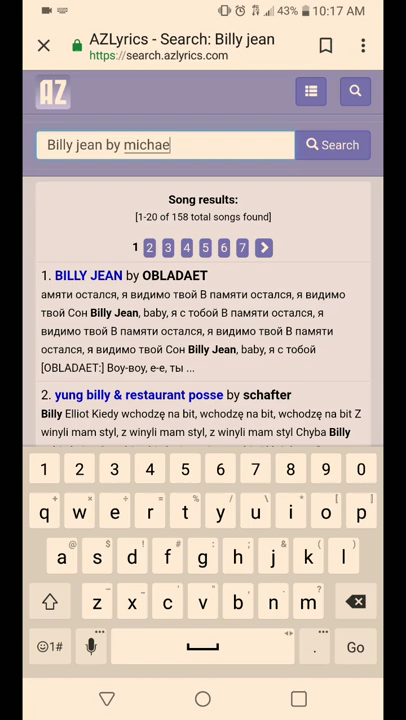 43% 10:17 AM
AZLyrics - Search: Billy jean
https://search.azlyrics.com
AZ
Billy jean by michae
Search
Song results:
[1-20 of 158 total songs found]
1 2 3 4 5 6 7
1. BILLY JEAN by OBLADAET
амяти остался, я видимо твой В памяти остался, я видимо
твой Сон Billy Jean, baby, я с тобой В памяти остался, я
видимо твой В памяти остался, я видимо твой В памяти
остался, я видимо твой Сон Billy Jean, baby, я с тобой
[OBLADAET:] Boy-boy, е-е, ты ...
2. yung billy & restaurant posse by schafter
Billy Elliot Kiedy wchodzę na bit, wchodzę na bit, wchodzę na bit Z
winyli mam styl, z winyli mam styl Chyba Billy
1 2 3 4 5 6 7 8 9 0
+ × ÷ = % / \ * [ ]
q w e r t y u i o p
@ $ ! # : ; & ( )
a s d f g h j k l
z x c v b n m ?
☺1# . Go